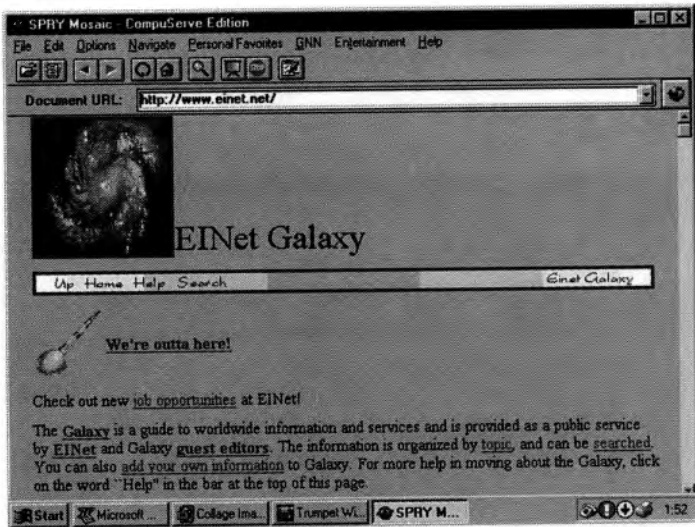 SPRY Mosaic - CompuServe Edition
File Edit Options Navigate Personal Favorites GNN Entertainment Help
Document URL: http://www.einet.net/
EINet Galaxy
Up Home Help Search Einet Galaxy
We're outta here!
Check out new job opportunities at EINet!
The Galaxy is a guide to worldwide information and services and is provided as a public service
by EINet and Galaxy guest editors. The information is organized by topic, and can be searched.
You can also add your own information to Galaxy. For more help in moving about the Galaxy, click
on the word ``Help'' in the bar at the top of this page.
Start Microsoft ... Collage Ima... Trumpet Wi... SPRY M... 1:52